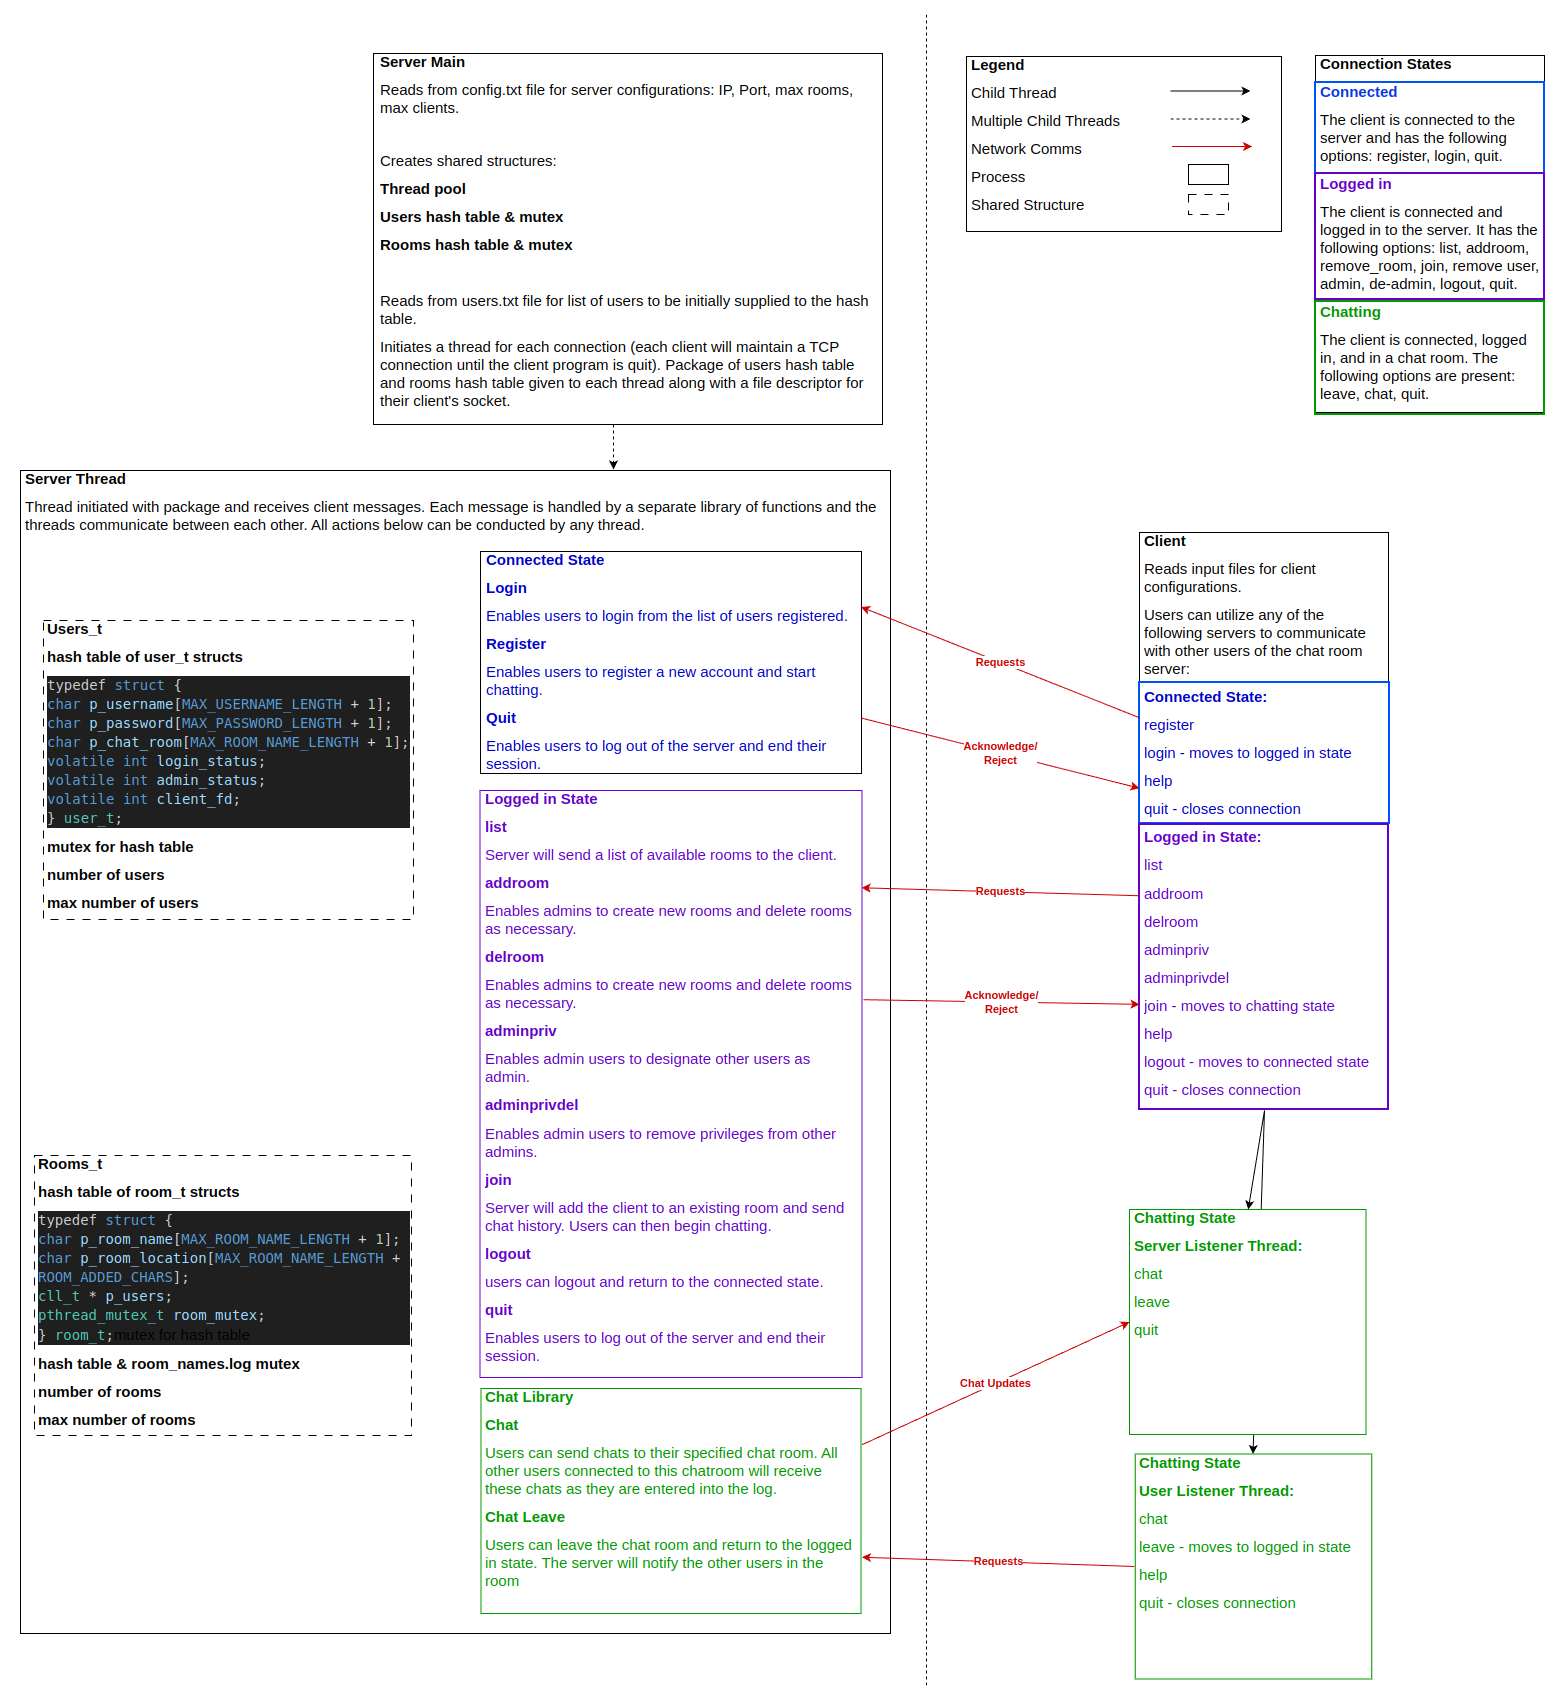 Server Main
Reads from config.txt file for server configurations: IP, Port, max rooms,
max clients.
Creates shared structures:
Thread pool
Users hash table & mutex
Rooms hash table & mutex
Reads from users.txt file for list of users to be initially supplied to the hash
table.
Initiates a thread for each connection (each client will maintain a TCP
connection until the client program is quit). Package of users hash table
and rooms hash table given to each thread along with a file descriptor for
their client's socket.
Legend
Child Thread
Multiple Child Threads
Network Comms
Process
Shared Structure
Connection States
Connected
The client is connected to the
server and has the following
options: register, login, quit.
Logged in
The client is connected and
logged in to the server. It has the
following options: list, addroom,
remove_room, join, remove user,
admin, de-admin, logout, quit.
Chatting
The client is connected, logged
in, and in a chat room. The
following options are present:
leave, chat, quit.
Server Thread
Thread initiated with package and receives client messages. Each message is handled by a separate library of functions and the
threads communicate between each other. All actions below can be conducted by any thread.
Users_t
hash table of user_t structs
typedef struct {
char p_username[MAX_USERNAME_LENGTH + 1];
char p_password[MAX_PASSWORD_LENGTH + 1];
char p_chat_room[MAX_ROOM_NAME_LENGTH + 1];
volatile int login_status;
volatile int admin_status;
volatile int client_fd;
} user_t;
mutex for hash table
number of users
max number of users
Rooms_t
hash table of room_t structs
typedef struct {
char p_room_name[MAX_ROOM_NAME_LENGTH + 1];
char p_room_location[MAX_ROOM_NAME_LENGTH +
ROOM_ADDED_CHARS];
cll_t * p_users;
pthread_mutex_t room_mutex;
} room_t;mutex for hash table
hash table & room_names.log mutex
number of rooms
max number of rooms
Connected State
Login
Enables users to login from the list of users registered.
Register
Enables users to register a new account and start
chatting.
Quit
Enables users to log out of the server and end their
session.
Logged in State
list
Server will send a list of available rooms to the client.
addroom
Enables admins to create new rooms and delete rooms
as necessary.
delroom
Enables admins to create new rooms and delete rooms
as necessary.
adminpriv
Enables admin users to designate other users as
admin.
adminprivdel
Enables admin users to remove privileges from other
admins.
join
Server will add the client to an existing room and send
chat history. Users can then begin chatting.
logout
users can logout and return to the connected state.
quit
Enables users to log out of the server and end their
session.
Chat Library
Chat
Users can send chats to their specified chat room. All
other users connected to this chatroom will receive
these chats as they are entered into the log.
Chat Leave
Users can leave the chat room and return to the logged
in state. The server will notify the other users in the
room
Requests
Acknowledge/
Reject
Requests
Acknowledge/
Reject
Chat Updates
Requests
Client
Reads input files for client
configurations.
Users can utilize any of the
following servers to communicate
with other users of the chat room
server:
Connected State:
register
login - moves to logged in state
help
quit - closes connection
Logged in State:
list
addroom
delroom
adminpriv
adminprivdel
join - moves to chatting state
help
logout - moves to connected state
quit - closes connection
Chatting State
Server Listener Thread:
chat
leave
quit
Chatting State
User Listener Thread:
chat
leave - moves to logged in state
help
quit - closes connection